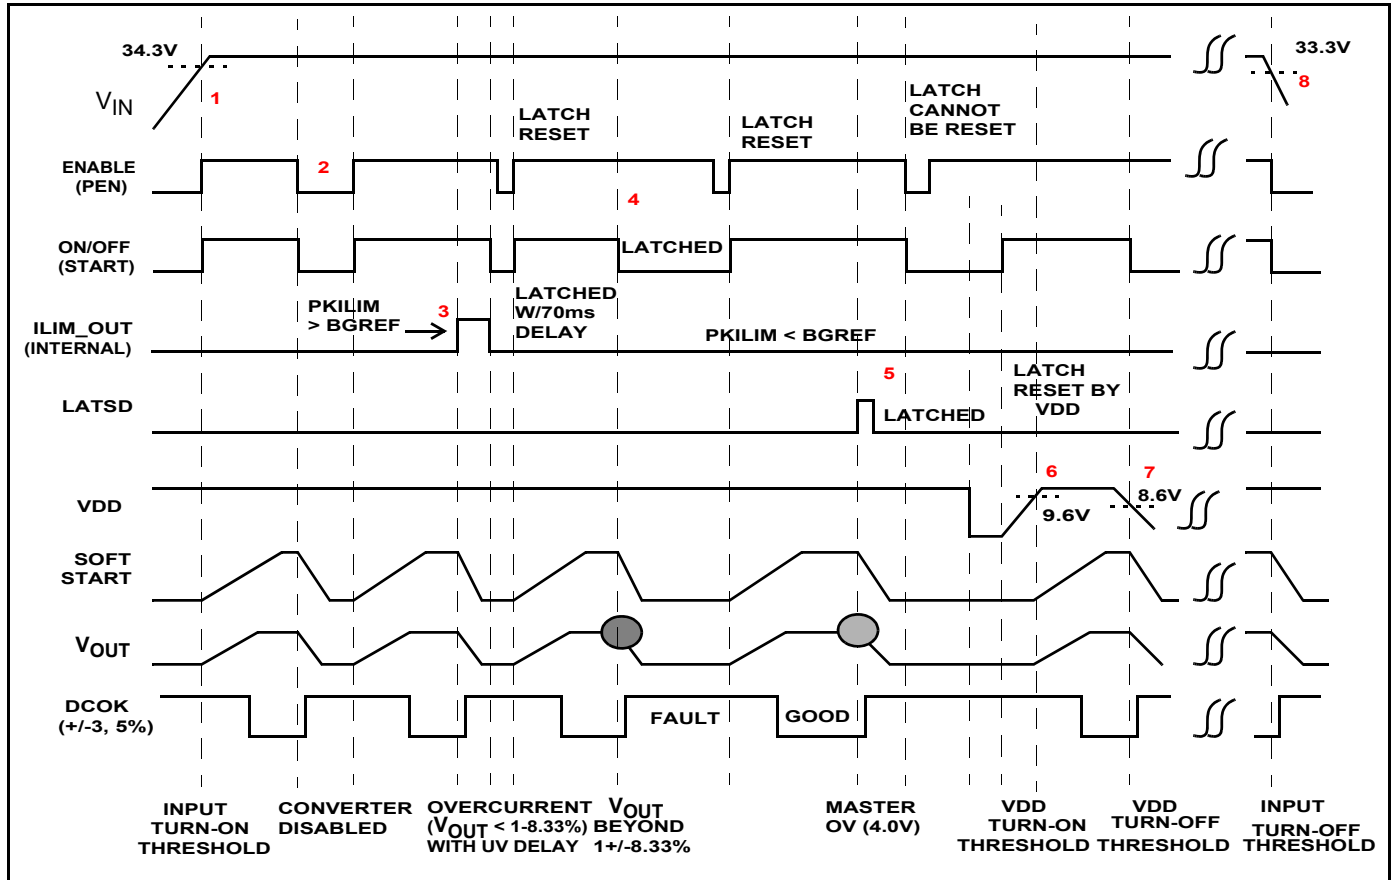 34.3V
33.3V
VIN
1
8
LATCH
RESET
LATCH
RESET
LATCH
CANNOT
BE RESET
ENABLE
(PEN)
2
4
ON/OFF
(START)
LATCHED
ILIM_OUT
(INTERNAL)
PKILIM
> BGREF
3
LATCHED
W/70ms
DELAY
PKILIM < BGREF
LATSD
5
LATCHED
LATCH
RESET BY
VDD
VDD
6
9.6V
7
8.6V
SOFT
START
VOUT
DCOK
(+/-3, 5%)
FAULT
GOOD
INPUT
TURN-ON
THRESHOLD
CONVERTER
DISABLED
OVERCURRENT
(VOUT < 1-8.33%)
WITH UV DELAY
VOUT
BEYOND
1+/-8.33%
MASTER
OV (4.0V)
VDD
TURN-ON
THRESHOLD
VDD
TURN-OFF
THRESHOLD
INPUT
TURN-OFF
THRESHOLD